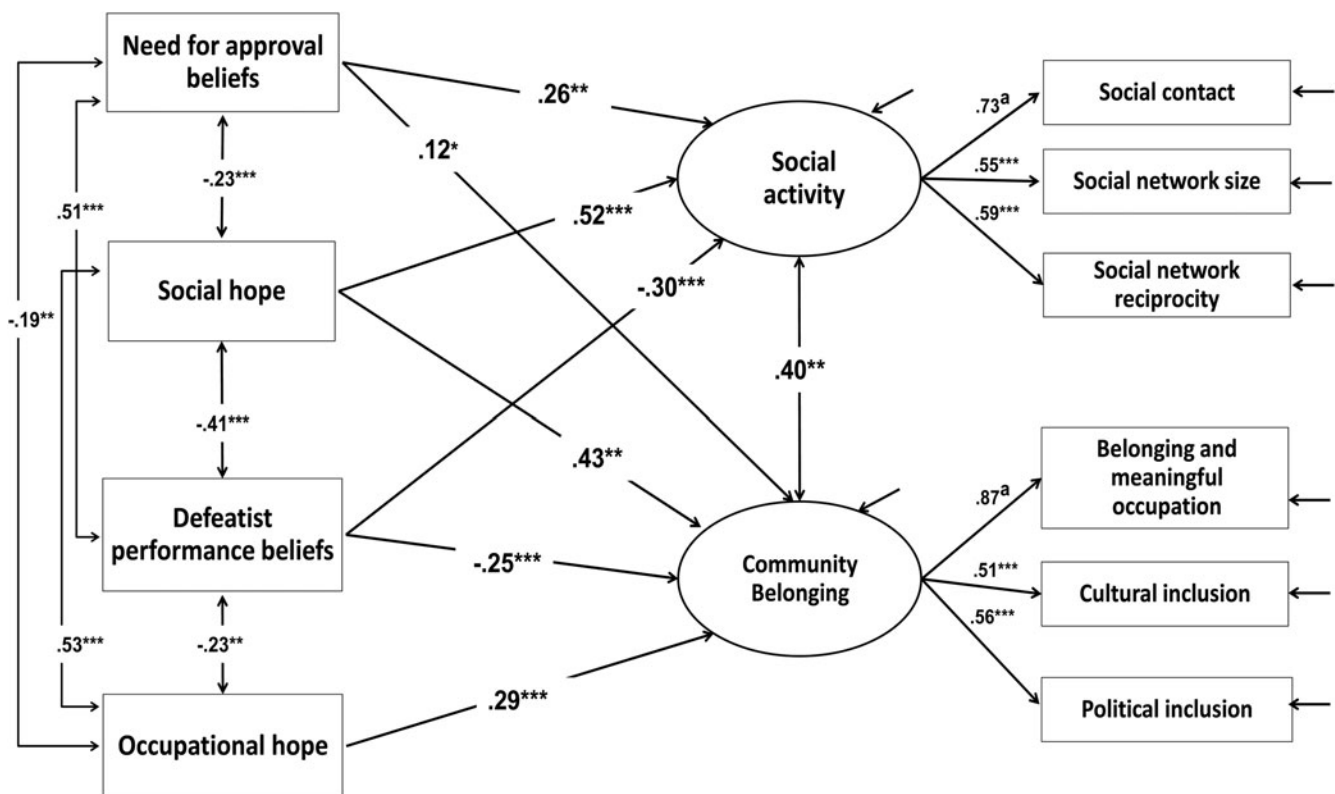 Need for approval
beliefs
Social hope
Defeatist
performance beliefs
Occupational hope
-.23***
.51***
-.19**
-.41***
.53***
-.23**
.26**
.12*
.52***
-.30***
.43**
-.25***
.29***
Social
activity
.40**
Community
Belonging
.73a
.55***
.59***
Social contact
Social network size
Social network
reciprocity
.87a
.51***
.56***
Belonging and
meaningful
occupation
Cultural inclusion
Political inclusion